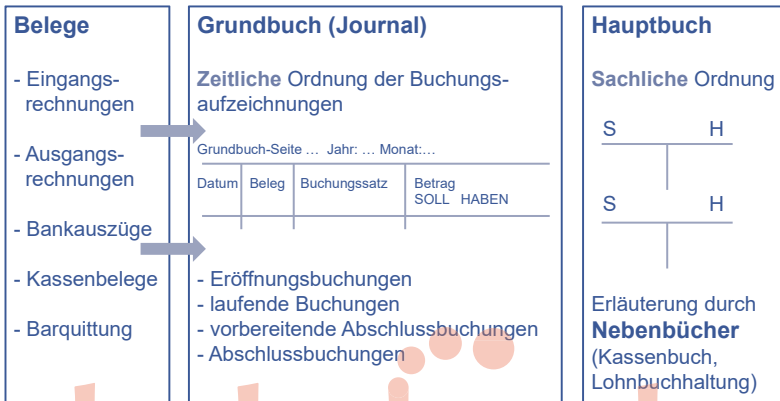 Belege
- Eingangs-
rechnungen
- Ausgangs-
rechnungen
- Bankauszüge
- Kassenbelege
- Barquittung
Grundbuch (Journal)
Zeitliche Ordnung der Buchungs-
aufzeichnungen
Grundbuch-Seite … Jahr: … Monat:…
Datum Beleg Buchungssatz Betrag
SOLL HABEN
- Eröffnungsbuchungen
- laufende Buchungen
- vorbereitende Abschlussbuchungen
- Abschlussbuchungen
Hauptbuch
Sachliche Ordnung
S H
S H
Erläuterung durch
Nebenbücher
(Kassenbuch,
Lohnbuchhaltung)